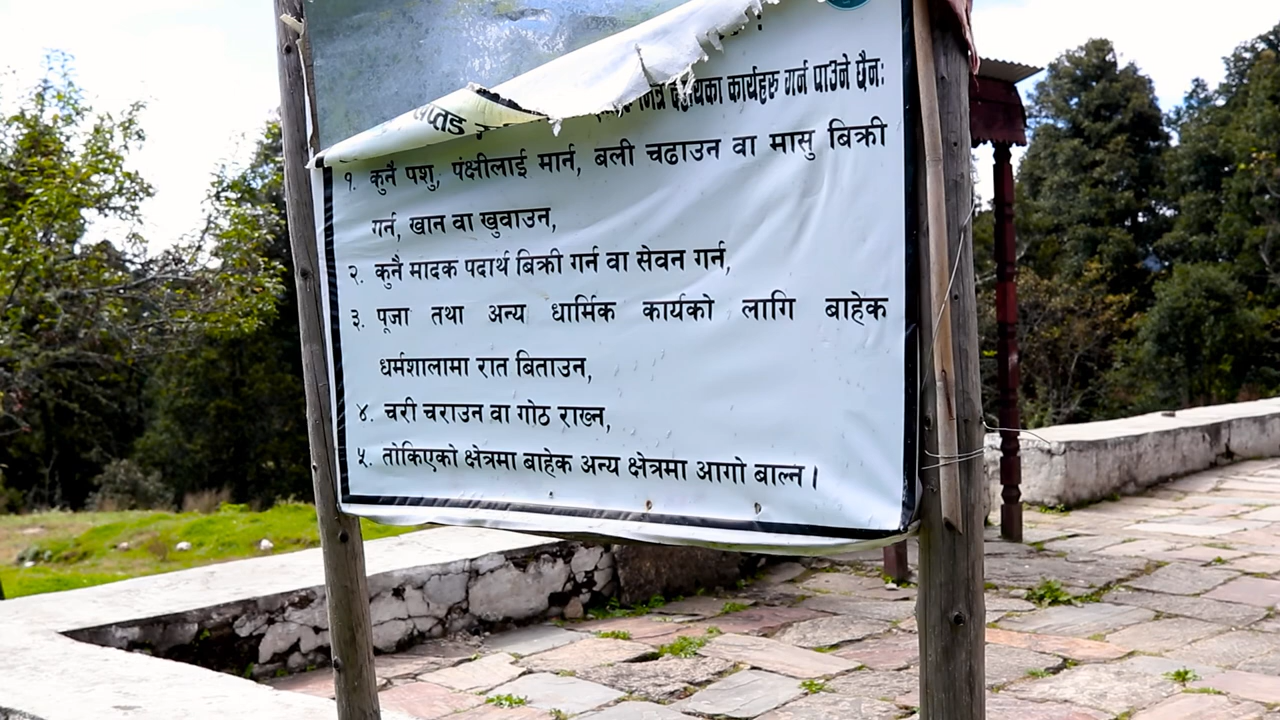 कार्यहरु गर्न पाउने छैनः
१. कुनै पशु, पंक्षीलाई मार्न, बली चढाउन वा मासु बिक्री
गर्न, खान वा खुवाउन,
२. कुनै मादक पदार्थ बिक्री गर्न वा सेवन गर्न,
३. पूजा तथा अन्य धार्मिक कार्यको लागि बाहेक
धर्मशालामा रात बिताउन,
४. चरी चराउन वा गोठ राख्न,
५. तोकिएको क्षेत्रमा बाहेक अन्य क्षेत्रमा आगो बाल्न ।